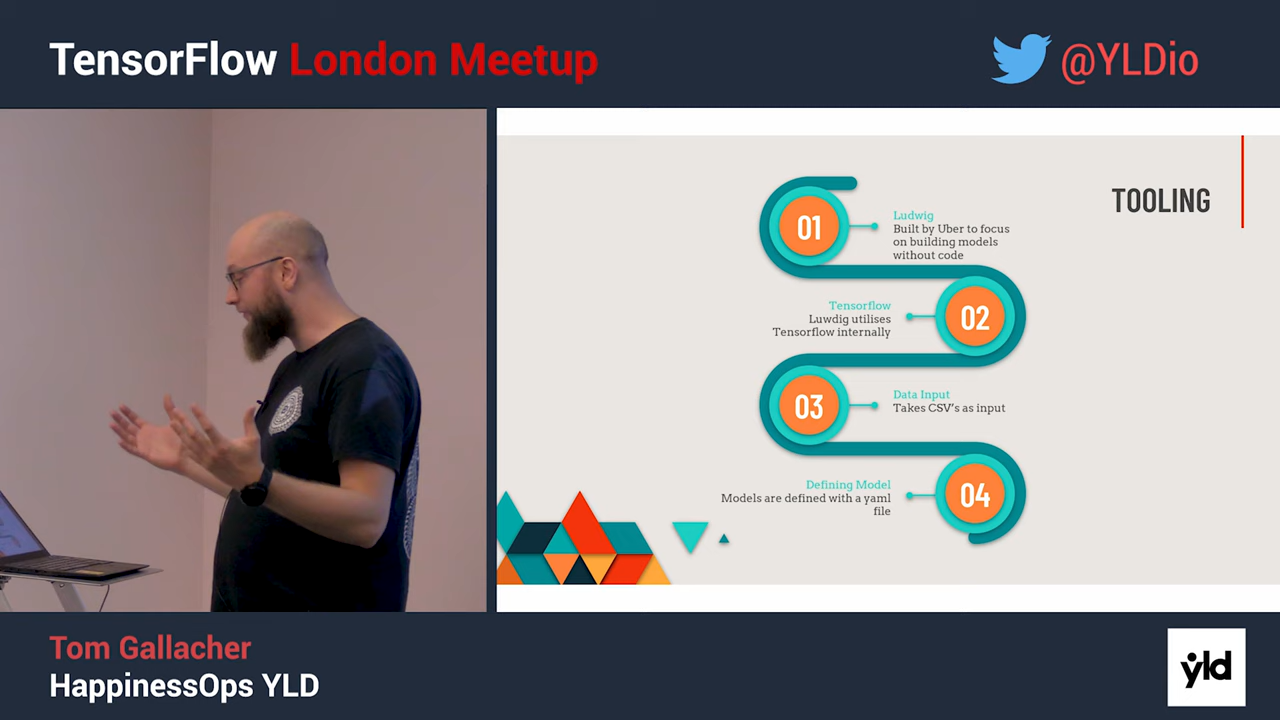 TensorFlow London Meetup
@YLDio
TOOLING
01
Ludwig
Built by Uber to focus
on building models
without code
02
Tensorflow
Luwdig utilises
Tensorflow internally
03
Data Input
Takes CSV's as input
04
Defining Model
Models are defined with a yaml
file
Tom Gallacher
HappinessOps YLD
yld